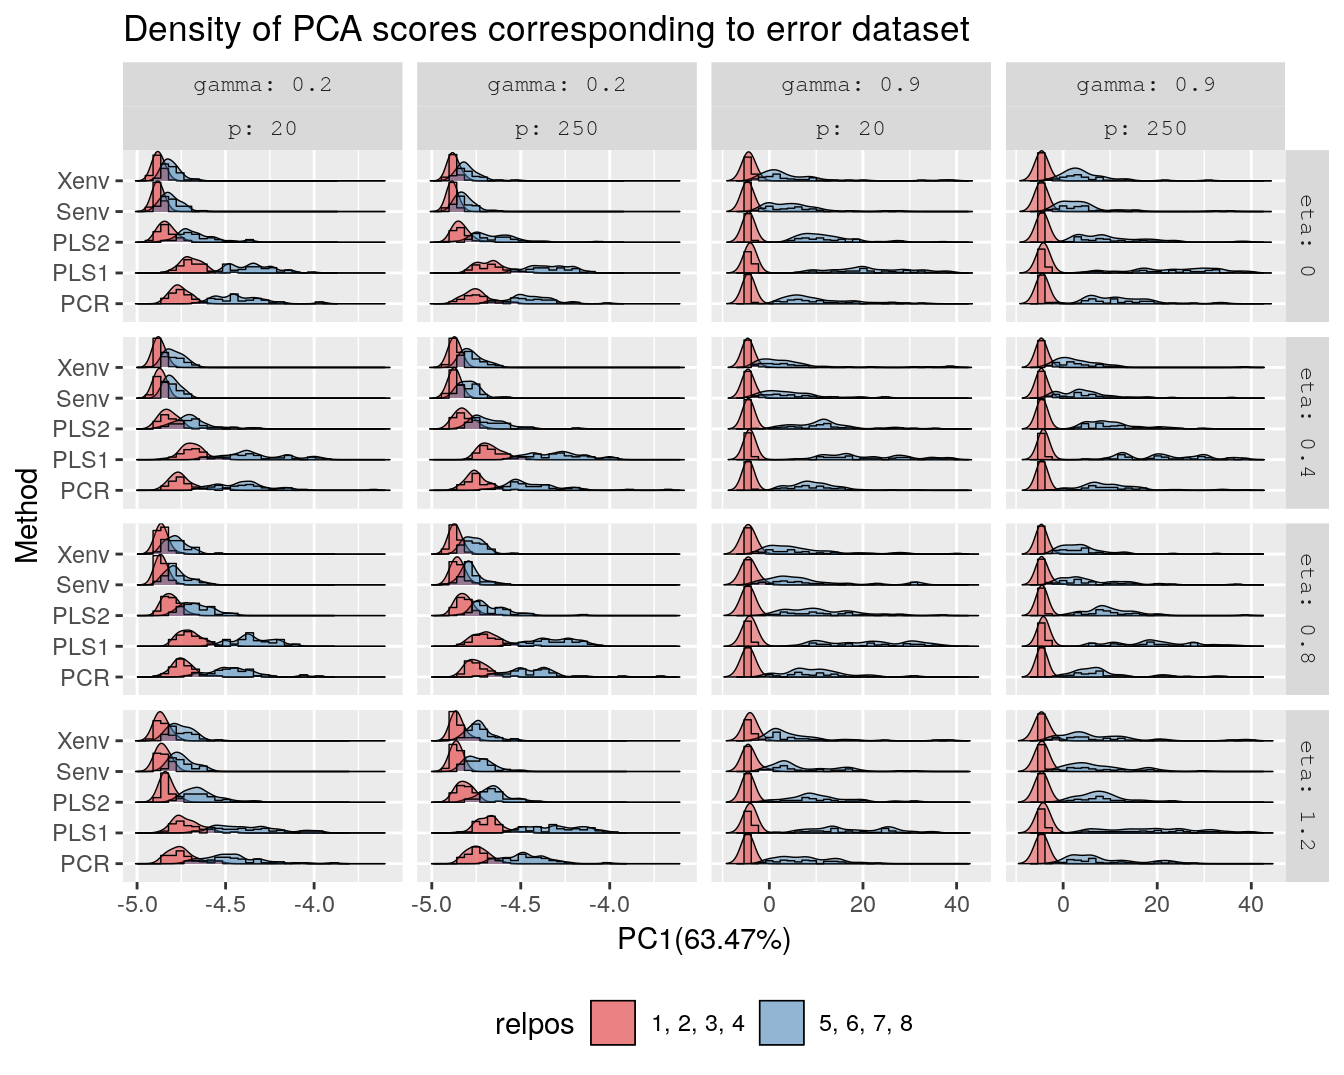 Density of PCA scores corresponding to error dataset
gamma: 0.2
gamma: 0.2
gamma: 0.9
gamma: 0.9
p: 20
p: 250
p: 20
p: 250
Method
Xenv
Senv
PLS2
PLS1
PCR
eta: 0
Xenv
Senv
PLS2
PLS1
PCR
eta: 0.4
Xenv
Senv
PLS2
PLS1
PCR
eta: 0.8
Xenv
Senv
PLS2
PLS1
PCR
eta: 1.2
-5.0 -4.5 -4.0
-5.0 -4.5 -4.0
0 20 40
0 20 40
PC1(63.47%)
relpos 1, 2, 3, 4 5, 6, 7, 8